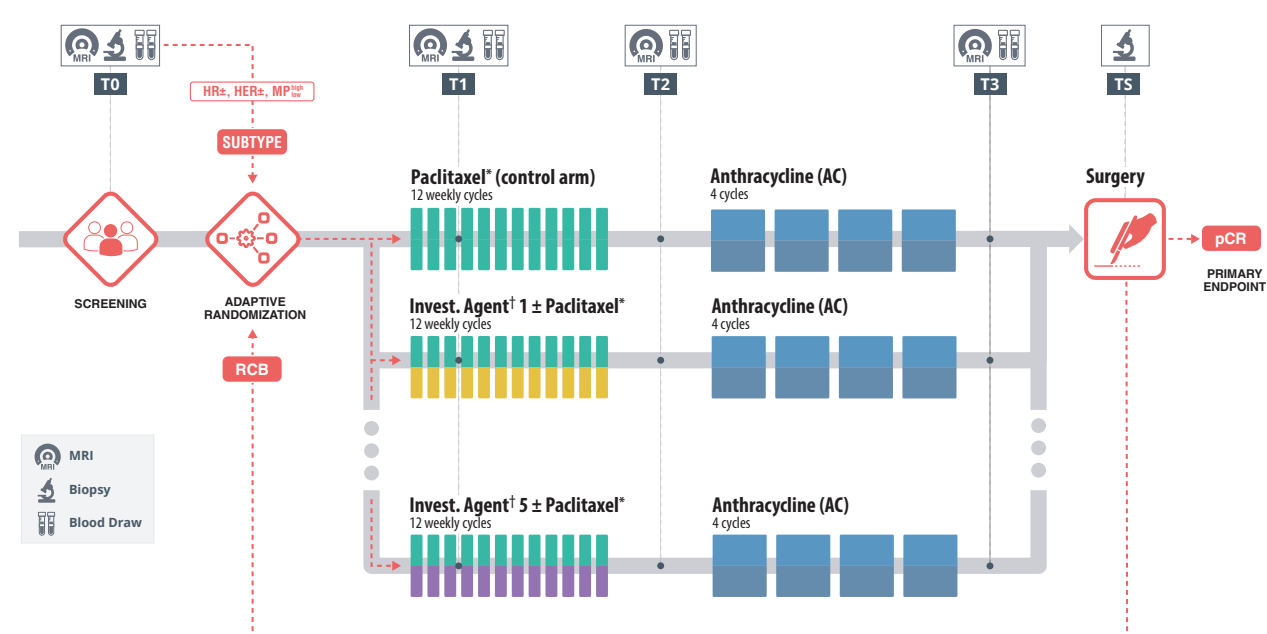 MRI
MRI
MRI
MRI
T0
T1
T2
T3
TS
HR±, HER±, MP high low
SUBTYPE
Paclitaxel* (control arm)
12 weekly cycles
Anthracycline (AC)
4 cycles
Surgery
pCR
PRIMARY
ENDPOINT
SCREENING
ADAPTIVE
RANDOMIZATION
Invest. Agent† 1 ± Paclitaxel*
12 weekly cycles
Anthracycline (AC)
4 cycles
RCB
MRI
MRI
Biopsy
Blood Draw
Invest. Agent† 5 ± Paclitaxel*
12 weekly cycles
Anthracycline (AC)
4 cycles